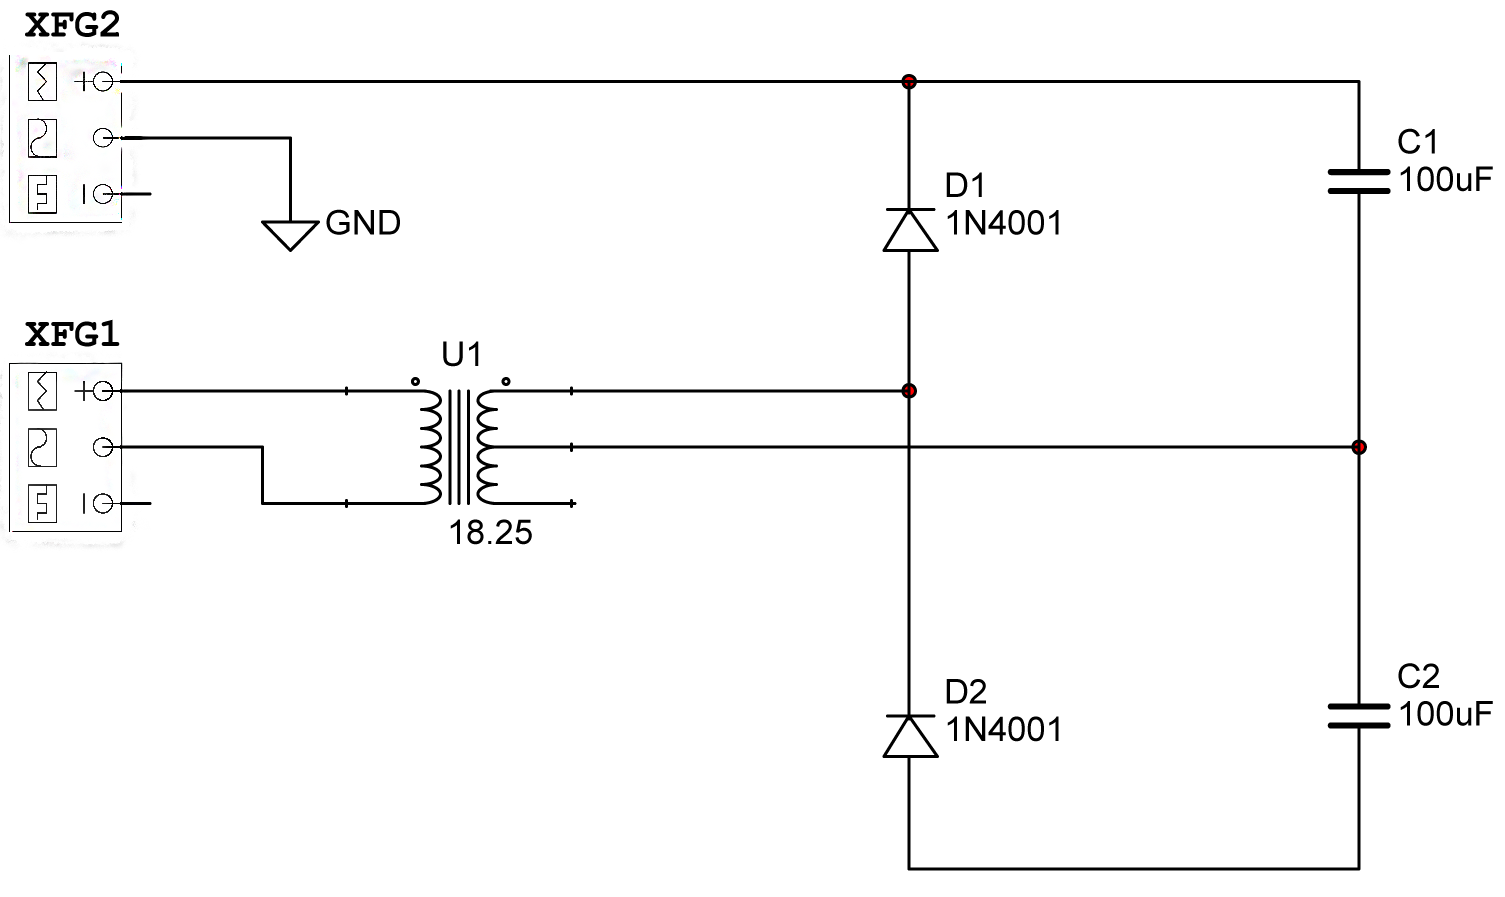 XFG2
GND
C1
100uF
D1
1N4001
XFG1
U1
18.25
D2
1N4001
C2
100uF